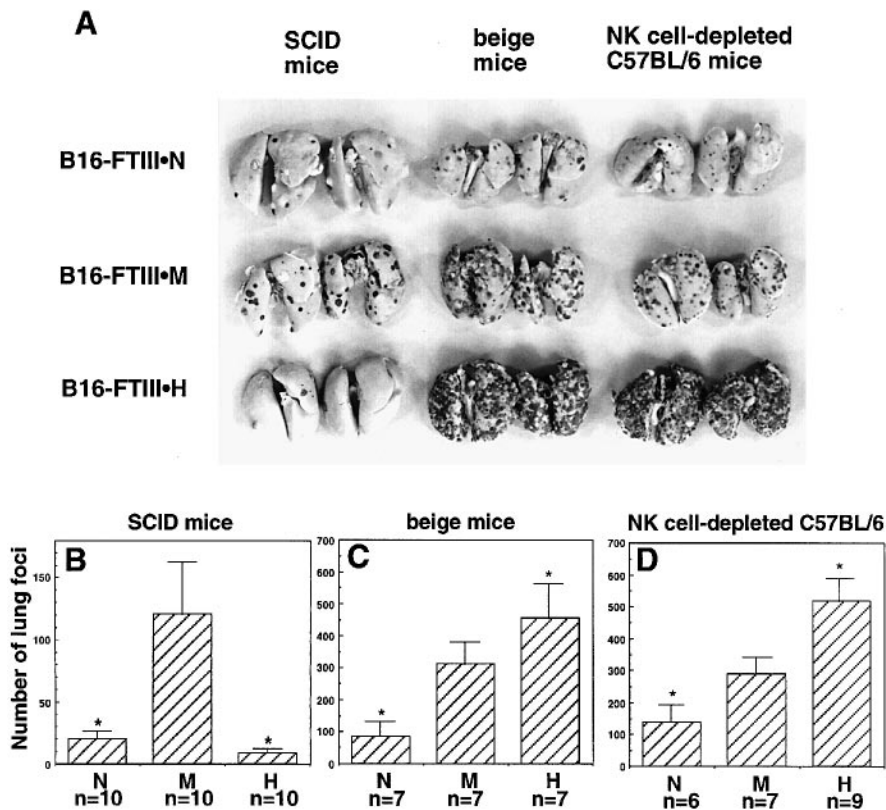 A
SCID
mice
beige
mice
NK cell-depleted
C57BL/6 mice
B16-FTIII•N
B16-FTIII•M
B16-FTIII•H
SCID mice
B
Number of lung foci
150
100
50
0
*
*
N
M
H
n=10
n=10
n=10
beige mice
C
700
600
500
400
300
200
100
0
*
*
N
M
H
n=7
n=7
n=7
NK cell-depleted C57BL/6
D
700
600
500
400
300
200
100
0
*
*
N
M
H
n=6
n=7
n=9